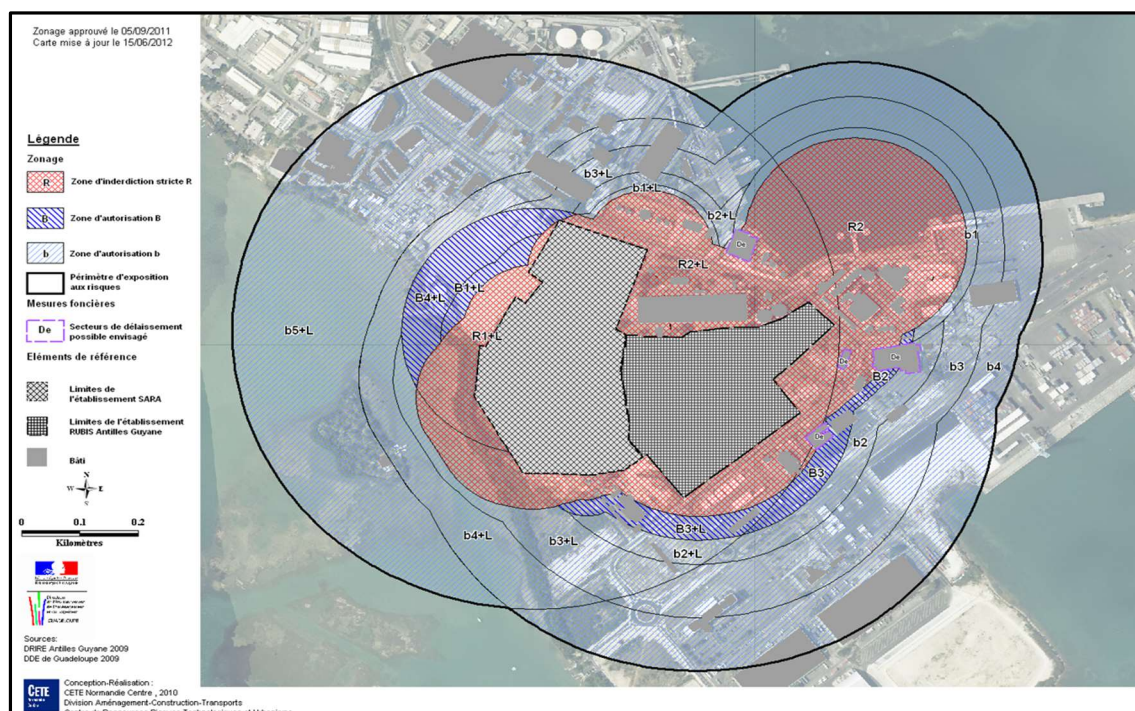 Zonage approuvé le 05/09/2011
Carte mise à jour le 15/06/2012
Légende
Zonage
R Zone d'inderdiction stricte R
B Zone d'autorisation B
b Zone d'autorisation b
Périmètre d'exposition
aux risques
Mesures foncières
De Secteurs de délaissement
possible envisagé
Eléments de référence
Limites de
l'établissement SARA
Limites de l'établissement
RUBIS Antilles Guyane
Bâti
N
W E
S
0 0.1 0.2
Kilomètres
GUADELOUPE
Sources:
DRIRE Antilles Guyane 2009
DDE de Guadeloupe 2009
CETE
Conception-Réalisation :
CETE Normandie Centre , 2010
Division Aménagement-Construction-Transports
b3+L
b1+L
b2+L
De
R2
b1
R2+L
B4+L
B1+L
b5+L
R1+L
De
De
B2
b3
b4
De
b2
B3
B3+L
b4+L
b3+L
b2+L